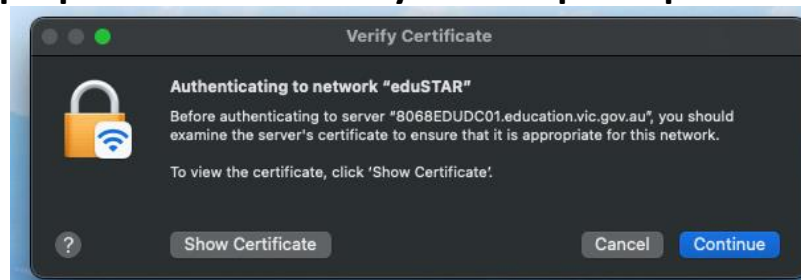 Verify Certificate
Authenticating to network “eduSTAR”
Before authenticating to server “8068EDUDC01.education.vic.gov.au”, you should
examine the server's certificate to ensure that it is appropriate for this network.
To view the certificate, click ‘Show Certificate’.
?
Show Certificate
Cancel
Continue